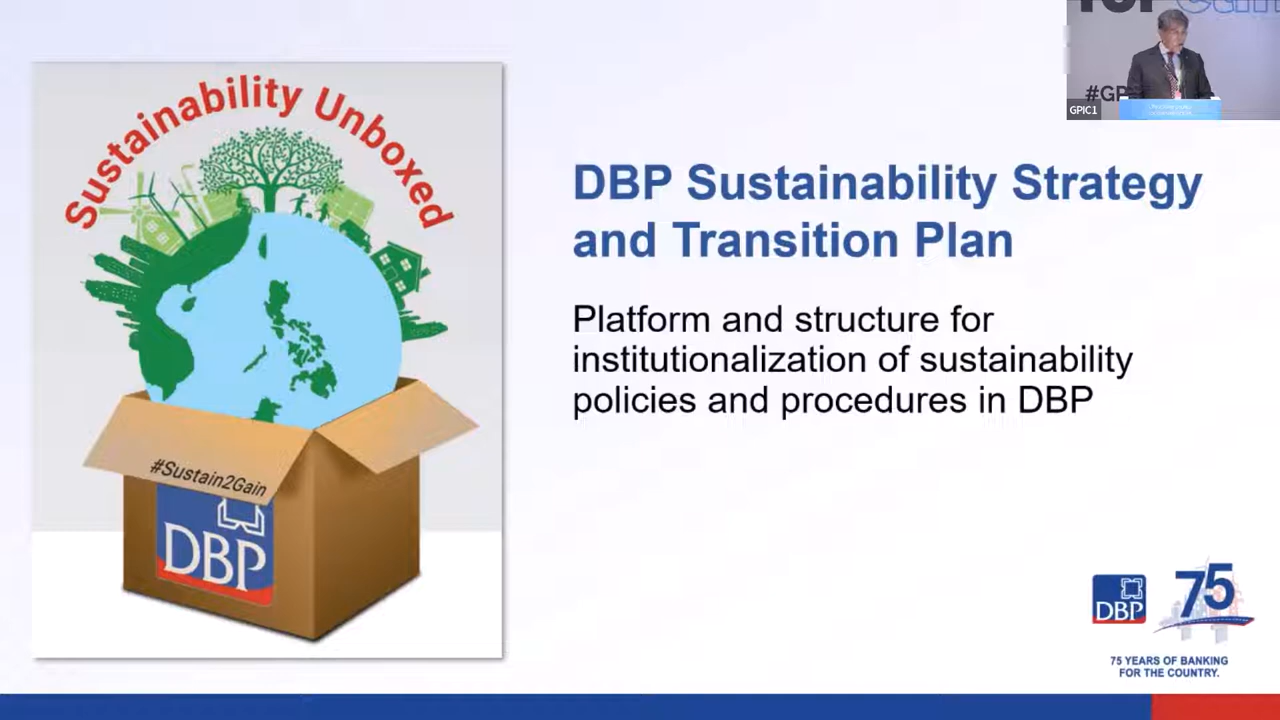 #GP
GPIC1
Sustainability Unboxed
DBP Sustainability Strategy
and Transition Plan
Platform and structure for
institutionalization of sustainability
policies and procedures in DBP
#Sustain2Gain
DBP
DBP
75
75 YEARS OF BANKING
FOR THE COUNTRY.